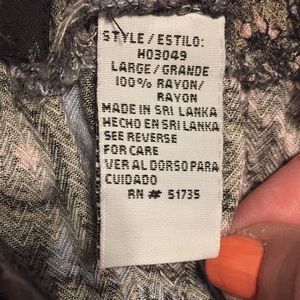 STYLE / ESTILO:
H03049
LARGE / GRANDE
100% RAYON/
RAYON
MADE IN SRI LANKA
HECHO EN SRI LANKA
SEE REVERSE
FOR CARE
VER AL DORSO PARA
CUIDADO
RN # 51735